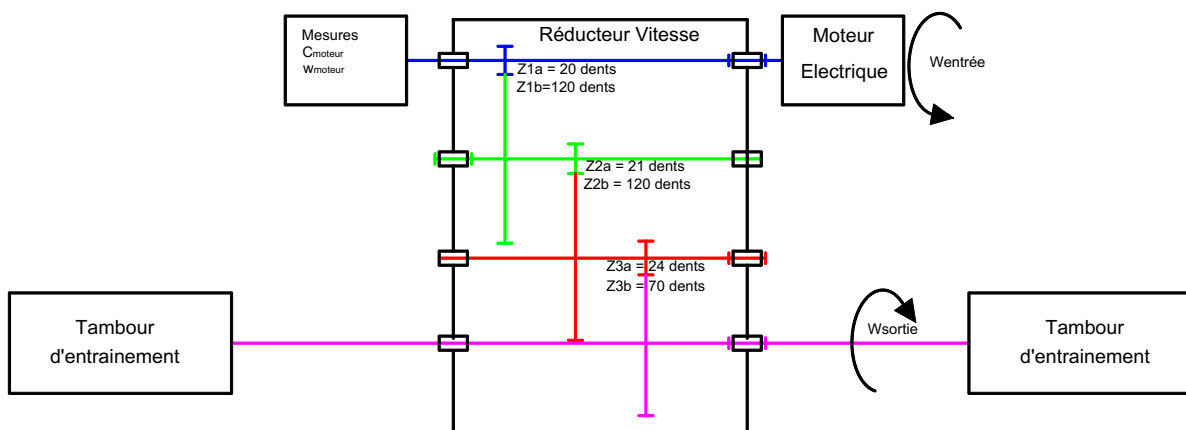 Mesures
Cmoteur
wmoteur
Réducteur Vitesse
Moteur
Electrique
Wentrée
Z1a = 20 dents
Z1b=120 dents
Z2a = 21 dents
Z2b = 120 dents
Z3a = 24 dents
Z3b = 70 dents
Tambour
d'entrainement
Wsortie
Tambour
d'entrainement